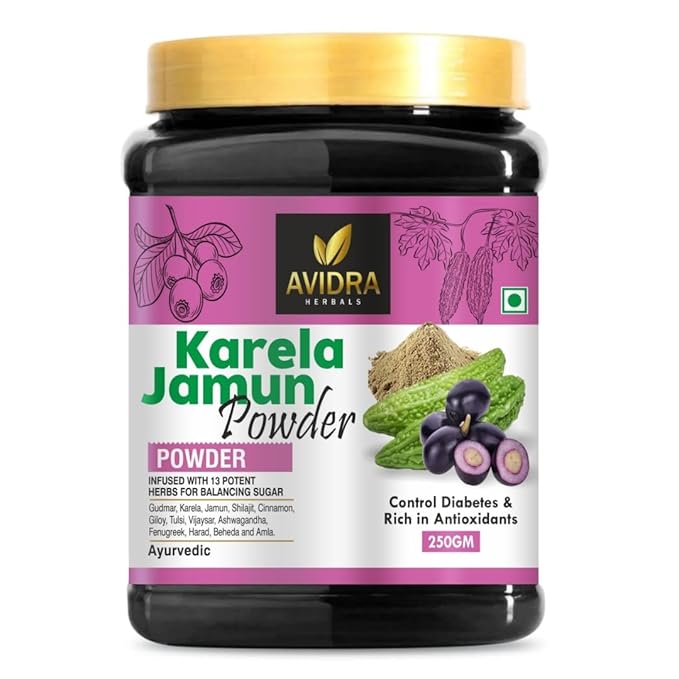 AVIDRA
HERBALS
Karela
Jamun
Powder
POWDER
INFUSED WITH 13 POTENT
HERBS FOR BALANCING SUGAR
Gudmar, Karela, Jamun, Shilajit, Cinnamon,
Giloy, Tulsi, Vijaysar, Ashwagandha,
Fenugreek, Harad, Beheda and Amla.
Ayurvedic
Control Diabetes &
Rich in Antioxidants
250GM